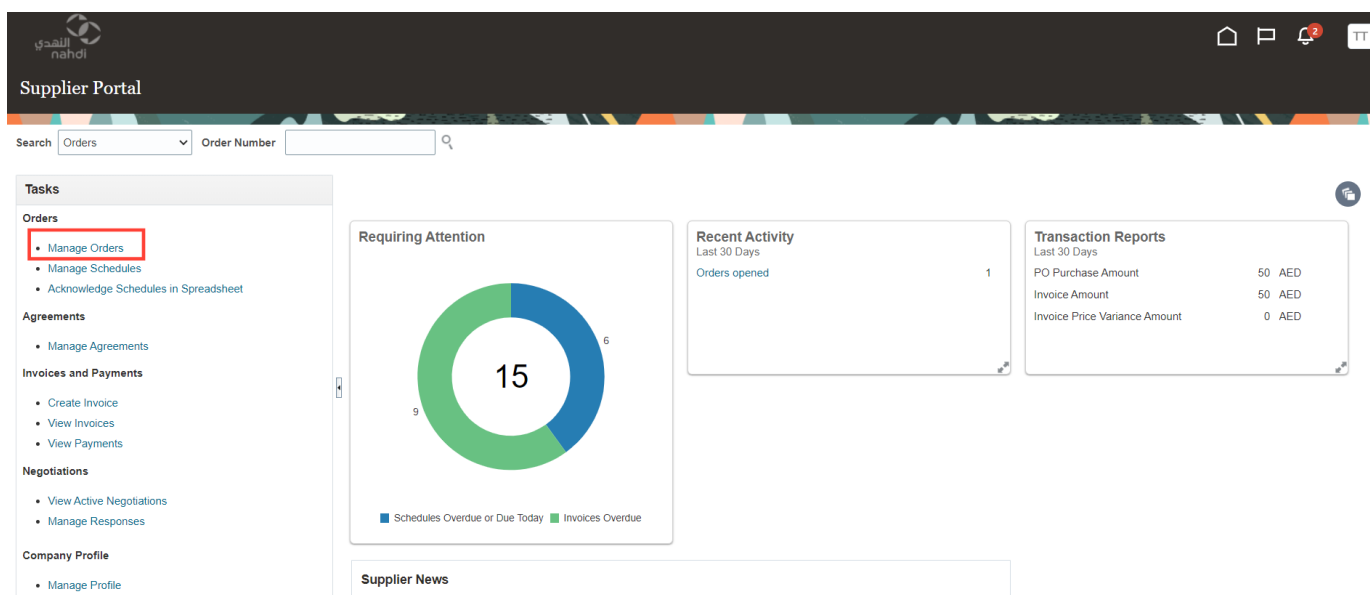 النهدي
nahdi
2
TT
Supplier Portal
Search Orders Order Number
Tasks
Orders
Manage Orders
Manage Schedules
Acknowledge Schedules in Spreadsheet
Agreements
Manage Agreements
Invoices and Payments
Create Invoice
View Invoices
View Payments
Negotiations
View Active Negotiations
Manage Responses
Company Profile
Manage Profile
Requiring Attention
6
15
9
Schedules Overdue or Due Today Invoices Overdue
Recent Activity
Last 30 Days
Orders opened 1
Transaction Reports
Last 30 Days
PO Purchase Amount 50 AED
Invoice Amount 50 AED
Invoice Price Variance Amount 0 AED
Supplier News